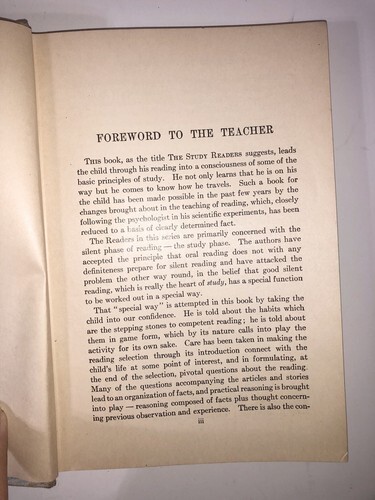 FOREWORD TO THE TEACHER
THIS book, as the title THE STUDY READERS suggests, leads
the child through his reading into a consciousness of some of the
basic principles of study. He not only learns that he is on his
way but he comes to know how he travels. Such a book for
the child has been made possible in the past few years by the
changes brought about in the teaching of reading, which, closely
following the psychologist in his scientific experiments, has been
reduced to a basis of clearly determined fact.
The Readers in this series are primarily concerned with the
silent phase of reading — the study phase. The authors have
accepted the principle that oral reading does not with any
definiteness prepare for silent reading and have attacked the
problem the other way round, in the belief that good silent
reading, which is really the heart of study, has a special function
to be worked out in a special way.
That "special way" is attempted in this book by taking the
child into our confidence. He is told about the habits which
are the stepping stones to competent reading; he is told about
them in game form, which by its nature calls into play the
activity for its own sake. Care has been taken in making the
reading selection through its introduction connect with the
child's life at some point of interest, and in formulating, at
the end of the selection, pivotal questions about the reading.
Many of the questions accompanying the articles and stories
lead to an organization of facts, and practical reasoning is brought
into play — reasoning composed of facts plus thought concern-
ing previous observation and experience. There is also the con-
iii